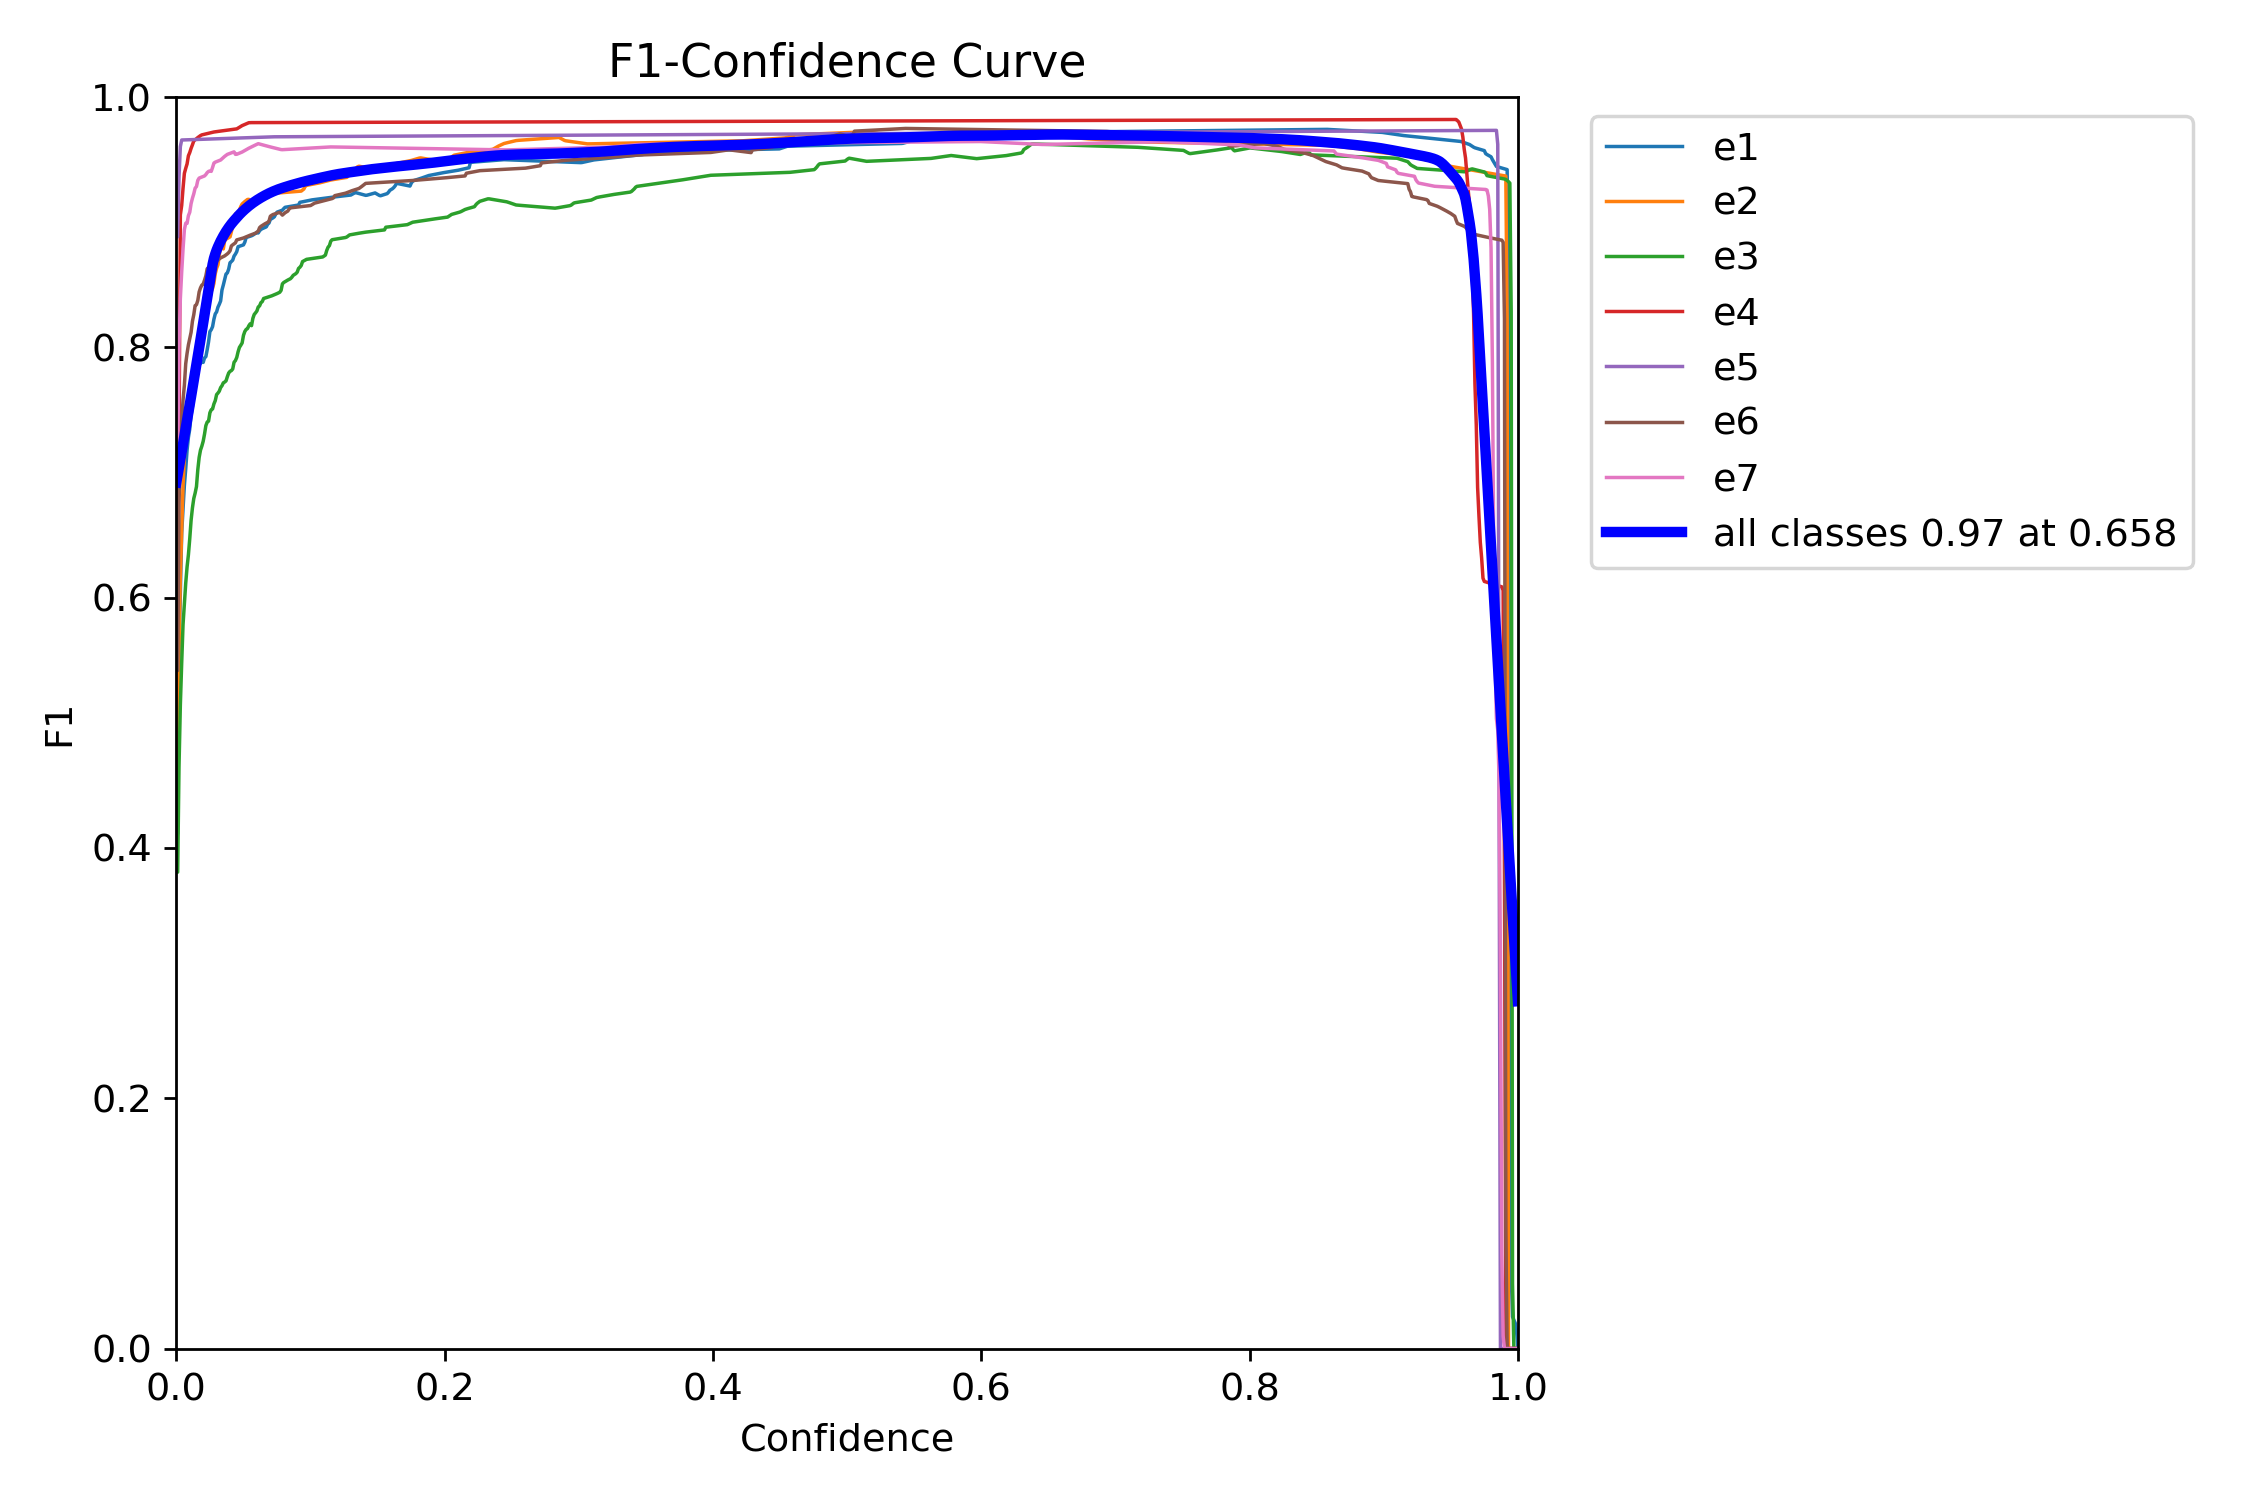 F1-Confidence Curve
1.0
0.8
0.6
0.4
0.2
0.0
F1
0.0 0.2 0.4 0.6 0.8 1.0
Confidence
e1
e2
e3
e4
e5
e6
e7
all classes 0.97 at 0.658